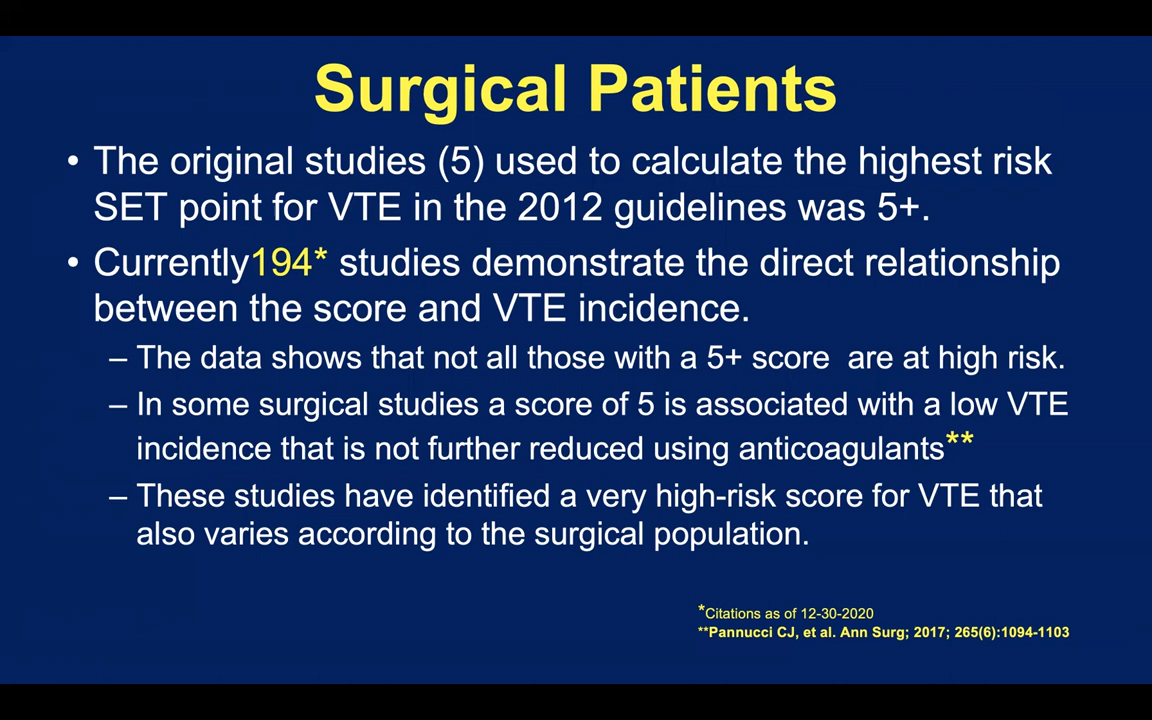 Surgical Patients
• The original studies (5) used to calculate the highest risk
SET point for VTE in the 2012 guidelines was 5+.
• Currently194* studies demonstrate the direct relationship
between the score and VTE incidence.
– The data shows that not all those with a 5+ score  are at high risk.
– In some surgical studies a score of 5 is associated with a low VTE
incidence that is not further reduced using anticoagulants**
– These studies have identified a very high-risk score for VTE that
also varies according to the surgical population.
*Citations as of 12-30-2020
**Pannucci CJ, et al. Ann Surg; 2017; 265(6):1094-1103